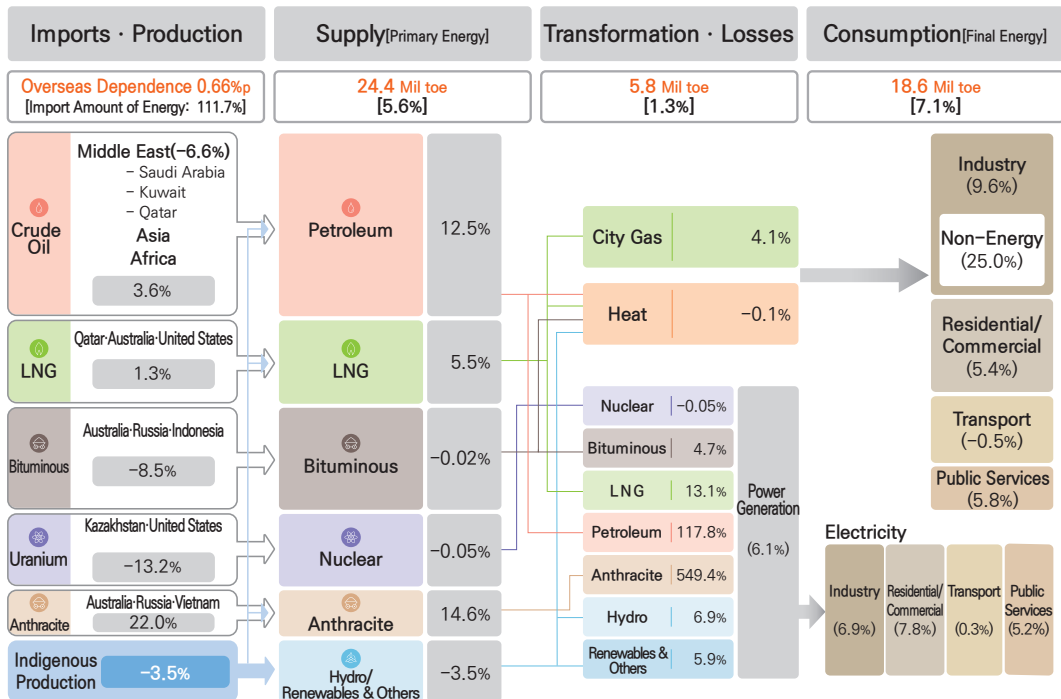 Imports · Production
Supply[Primary Energy]
Transformation · Losses
Consumption[Final Energy]
Overseas Dependence 0.66%p
[Import Amount of Energy: 111.7%]
24.4 Mil toe
[5.6%]
5.8 Mil toe
[1.3%]
18.6 Mil toe
[7.1%]
Crude
Oil
Middle East(-6.6%)
- Saudi Arabia
- Kuwait
- Qatar
Asia
Africa
3.6%
LNG
Qatar·Australia·United States
1.3%
Bituminous
Australia·Russia·Indonesia
-8.5%
Uranium
Kazakhstan·United States
-13.2%
Anthracite
Australia·Russia·Vietnam
22.0%
Indigenous
Production
-3.5%
Petroleum
12.5%
LNG
5.5%
Bituminous
-0.02%
Nuclear
-0.05%
Anthracite
14.6%
Hydro/
Renewables & Others
-3.5%
City Gas
4.1%
Heat
-0.1%
Nuclear
-0.05%
Bituminous
4.7%
LNG
13.1%
Petroleum
117.8%
Anthracite
549.4%
Hydro
6.9%
Renewables &
Others
5.9%
Power
Generation
(6.1%)
Industry
(9.6%)
Non-Energy
(25.0%)
Residential/
Commercial
(5.4%)
Transport
(-0.5%)
Public Services
(5.8%)
Electricity
Industry
(6.9%)
Residential/
Commercial
(7.8%)
Transport
(0.3%)
Public
Services
(5.2%)